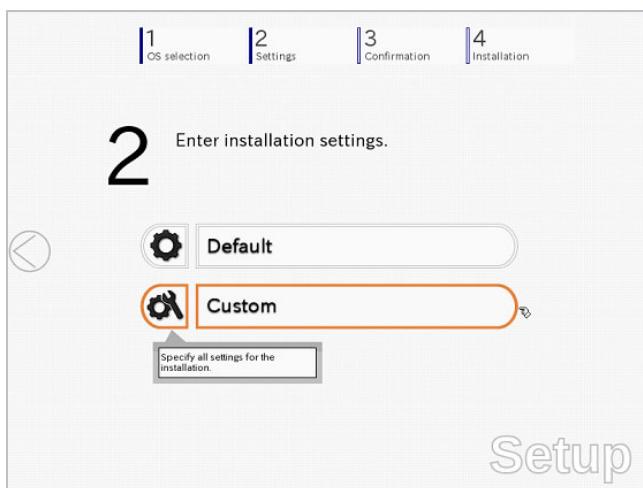 1
OS selection
2
Settings
3
Confirmation
4
Installation
2
Enter installation settings.
Default
Custom
Specify all settings for the
installation.
Setup